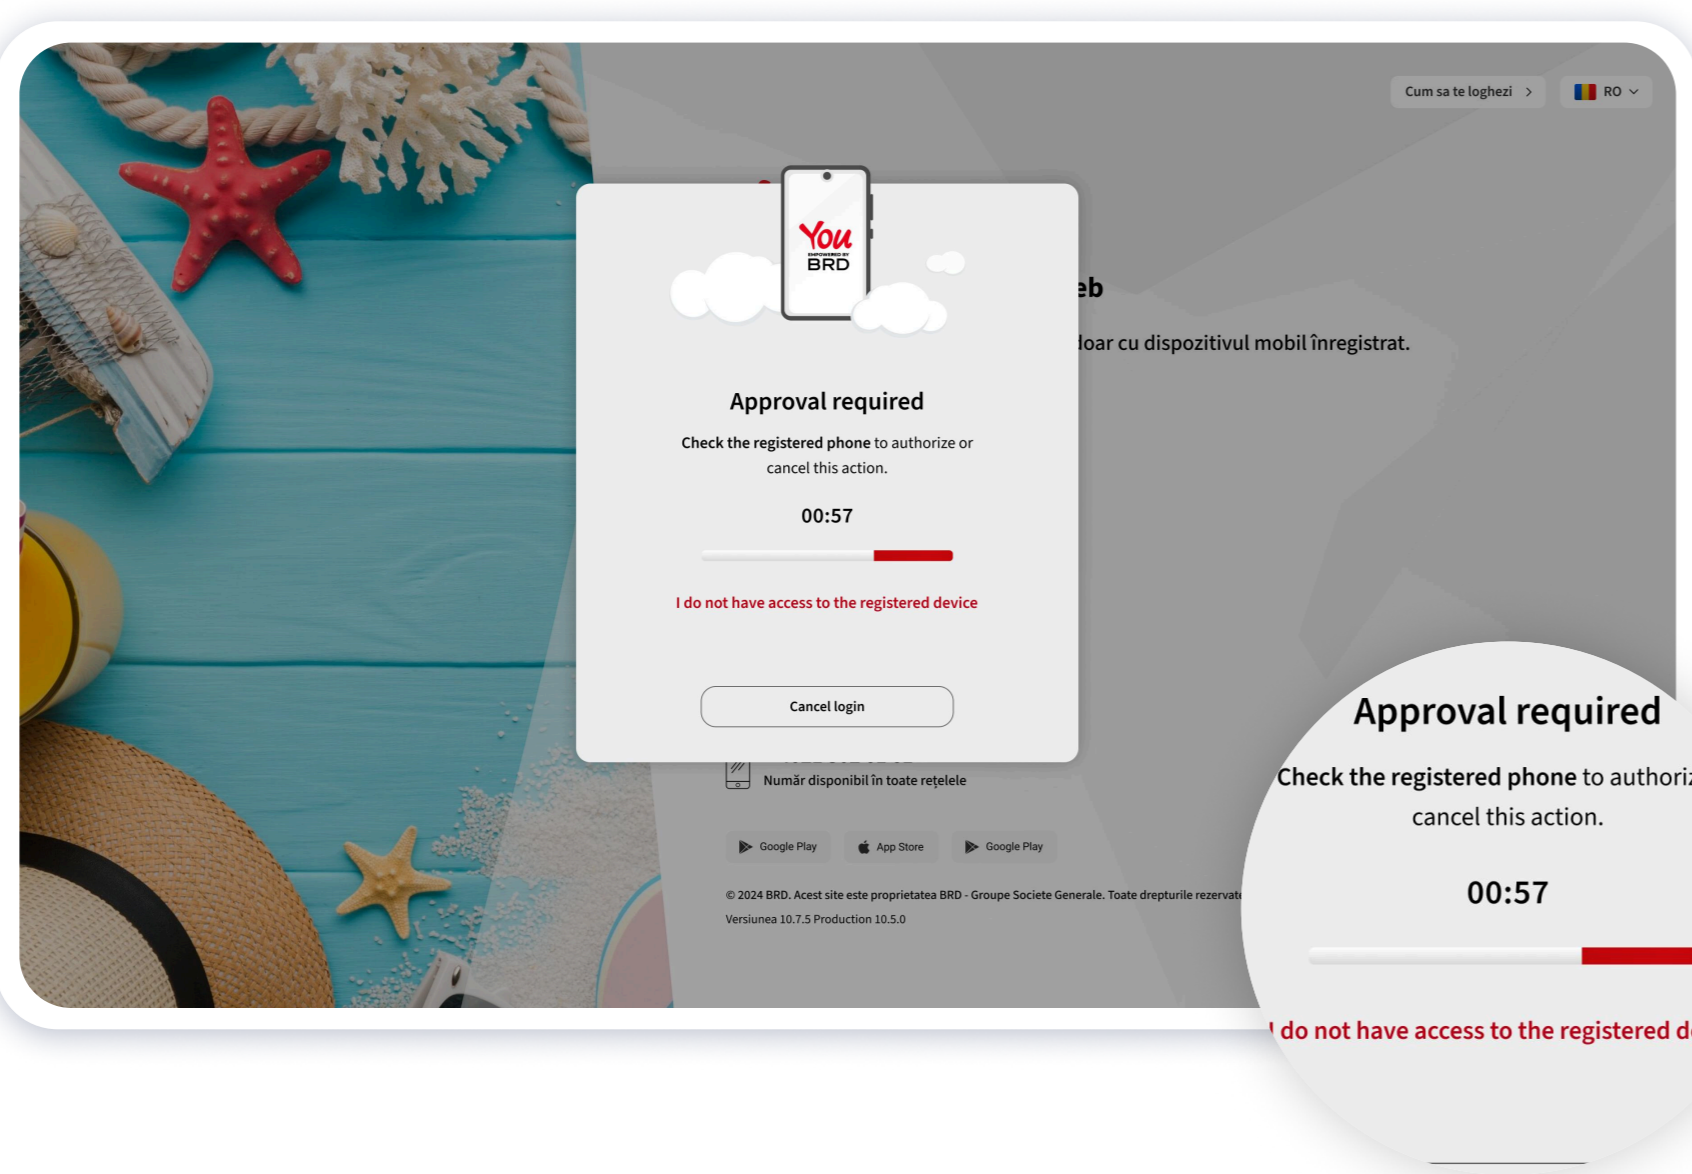 Cum sa te loghezi
RO
You
EMPOWERED BY
BRD
doar cu dispozitivul mobil înregistrat.
Approval required
Check the registered phone to authorize or
cancel this action.
00:57
I do not have access to the registered device
Cancel login
Număr disponibil în toate rețelele
Google Play
App Store
Google Play
© 2024 BRD. Acest site este proprietatea BRD - Groupe Societe Generale. Toate drepturile rezervate
Versiunea 10.7.5 Production 10.5.0
Approval required
Check the registered phone to
cancel this action.
00:57
I do not have access to the registered